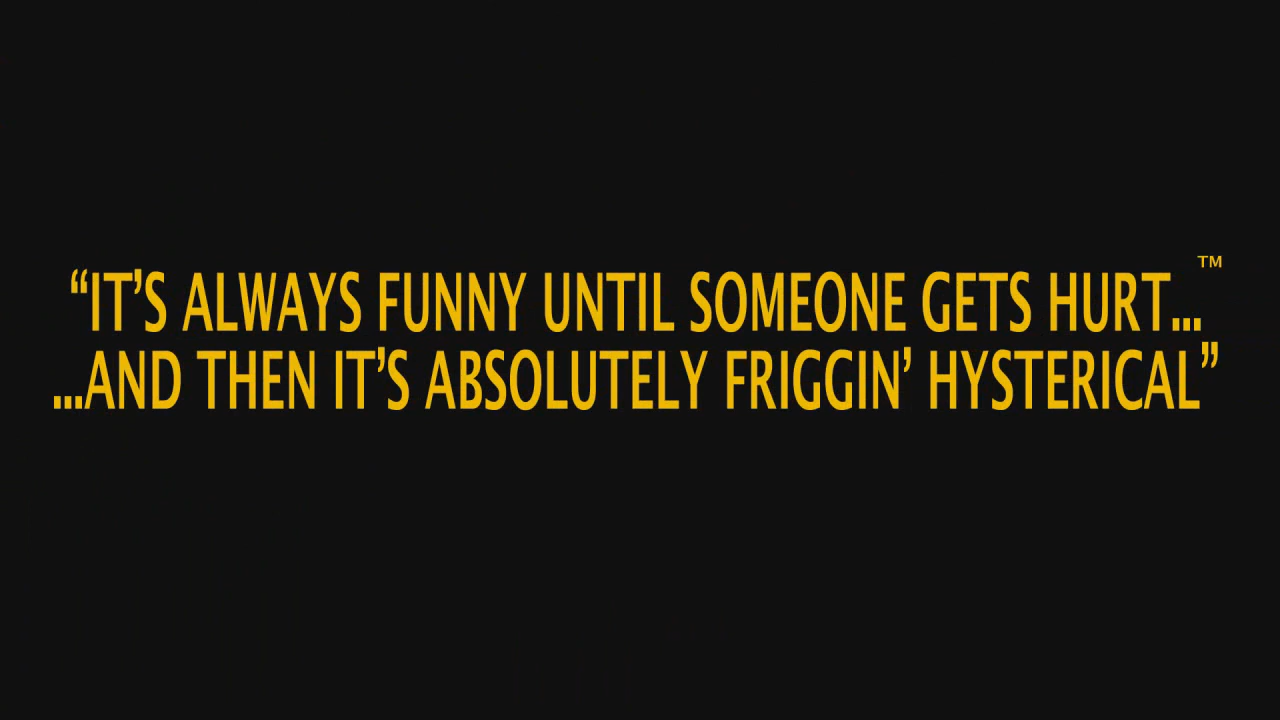 “IT’S ALWAYS FUNNY UNTIL SOMEONE GETS HURT...™
...AND THEN IT’S ABSOLUTELY FRIGGIN’ HYSTERICAL”